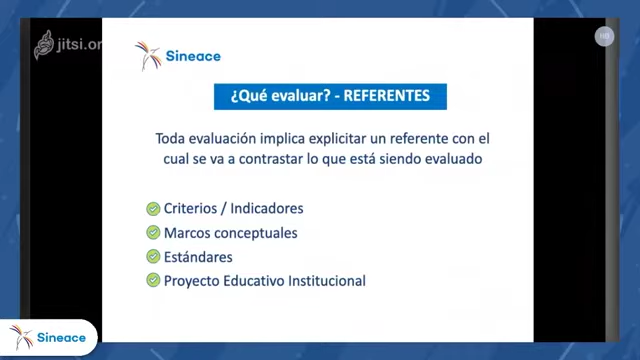 jitsi.or
HD
Sineace
¿Qué evaluar? - REFERENTES
Toda evaluación implica explicitar un referente con el
cual se va a contrastar lo que está siendo evaluado
Criterios / Indicadores
Marcos conceptuales
Estándares
Proyecto Educativo Institucional
Sineace